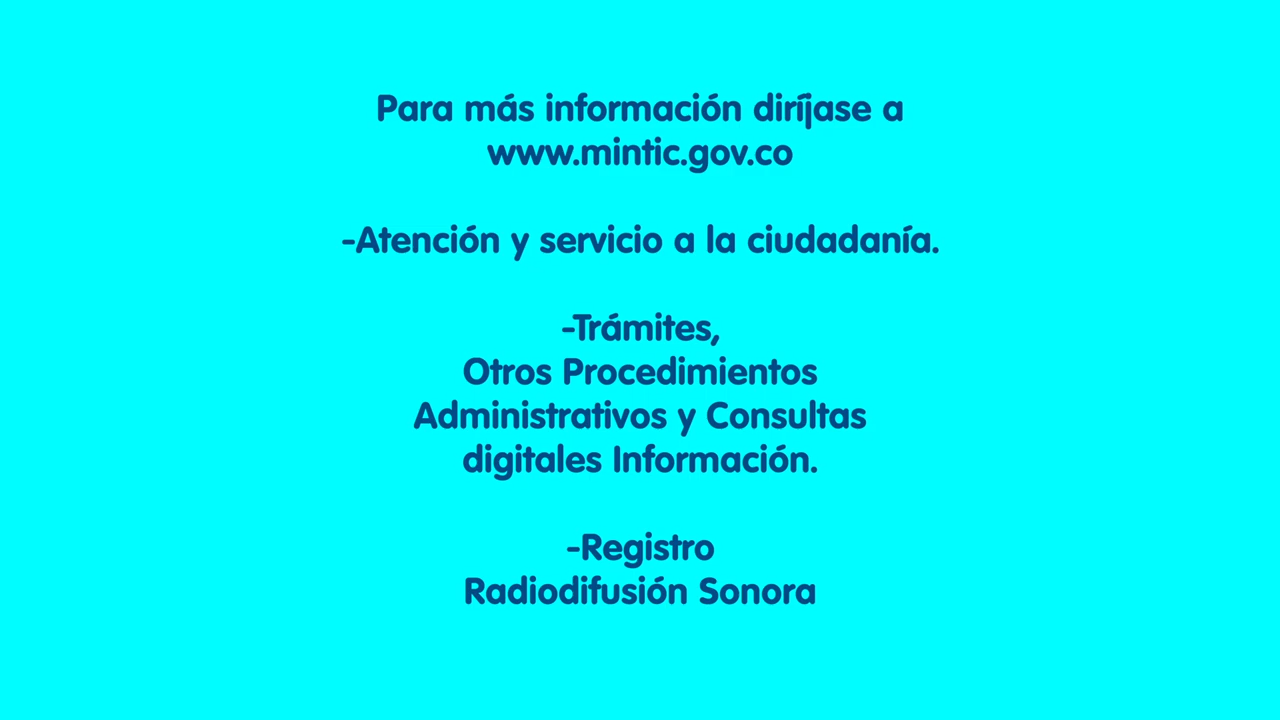 Para más información diríjase a
www.mintic.gov.co
-Atención y servicio a la ciudadanía.
-Trámites,
Otros Procedimientos
Administrativos y Consultas
digitales Información.
-Registro
Radiodifusión Sonora